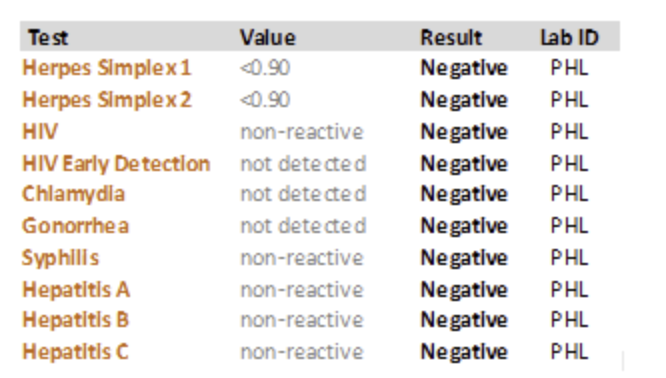 Test Value Result Lab ID
Herpes Simplex 1 <0.90 Negative PHL
Herpes Simplex 2 <0.90 Negative PHL
HIV non-reactive Negative PHL
HIV Early Detection not detected Negative PHL
Chlamydia not detected Negative PHL
Gonorrhea not detected Negative PHL
Syphilis non-reactive Negative PHL
Hepatitis A non-reactive Negative PHL
Hepatitis B non-reactive Negative PHL
Hepatitis C non-reactive Negative PHL